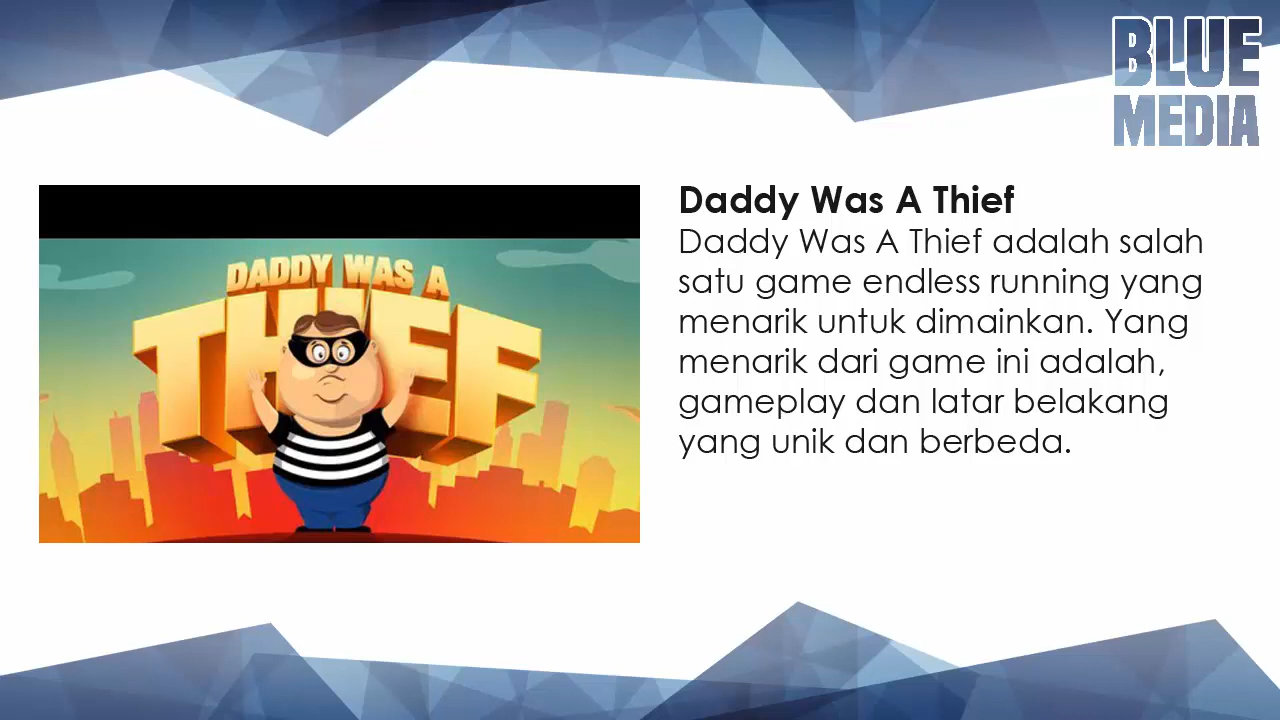 BLUE
MEDIA
Daddy Was A Thief
Daddy Was A Thief adalah salah
satu game endless running yang
menarik untuk dimainkan. Yang
menarik dari game ini adalah,
gameplay dan latar belakang
yang unik dan berbeda.
DADDY WAS A
THIEF